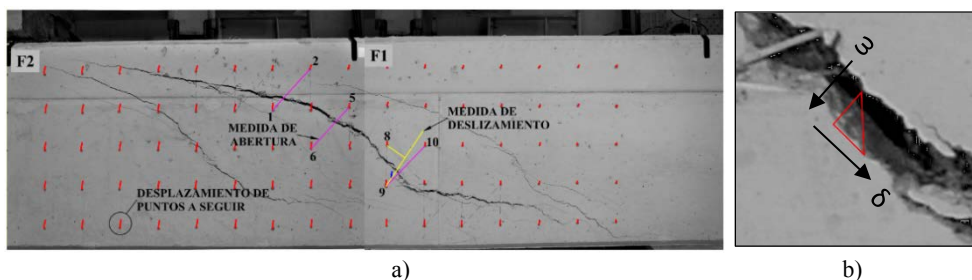 F2
F1
2
1
5
MEDIDA DE
ABERTURA
6
8
MEDIDA DE
DESLIZAMIENTO
10
9
DESPLAZAMIENTO DE
PUNTOS A SEGUIR
a)
ω
δ
b)